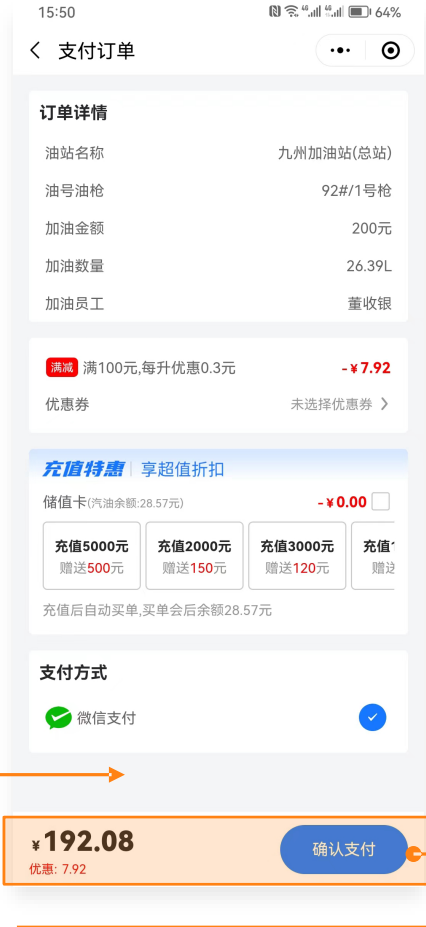 15:50 64%
支付订单
订单详情
油站名称 九州加油站(总站)
油号油枪 92#/1号枪
加油金额 200元
加油数量 26.39L
加油员工 董收银
满减 满100元,每升优惠0.3元 -¥7.92
优惠券 未选择优惠券
充值特惠 享超值折扣
储值卡(汽油余额:28.57元) -¥0.00
充值5000元 充值2000元 充值3000元 充值
赠送500元 赠送150元 赠送120元 赠送
充值后自动买单,买单会后余额28.57元
支付方式
微信支付
¥192.08 确认支付
优惠: 7.92